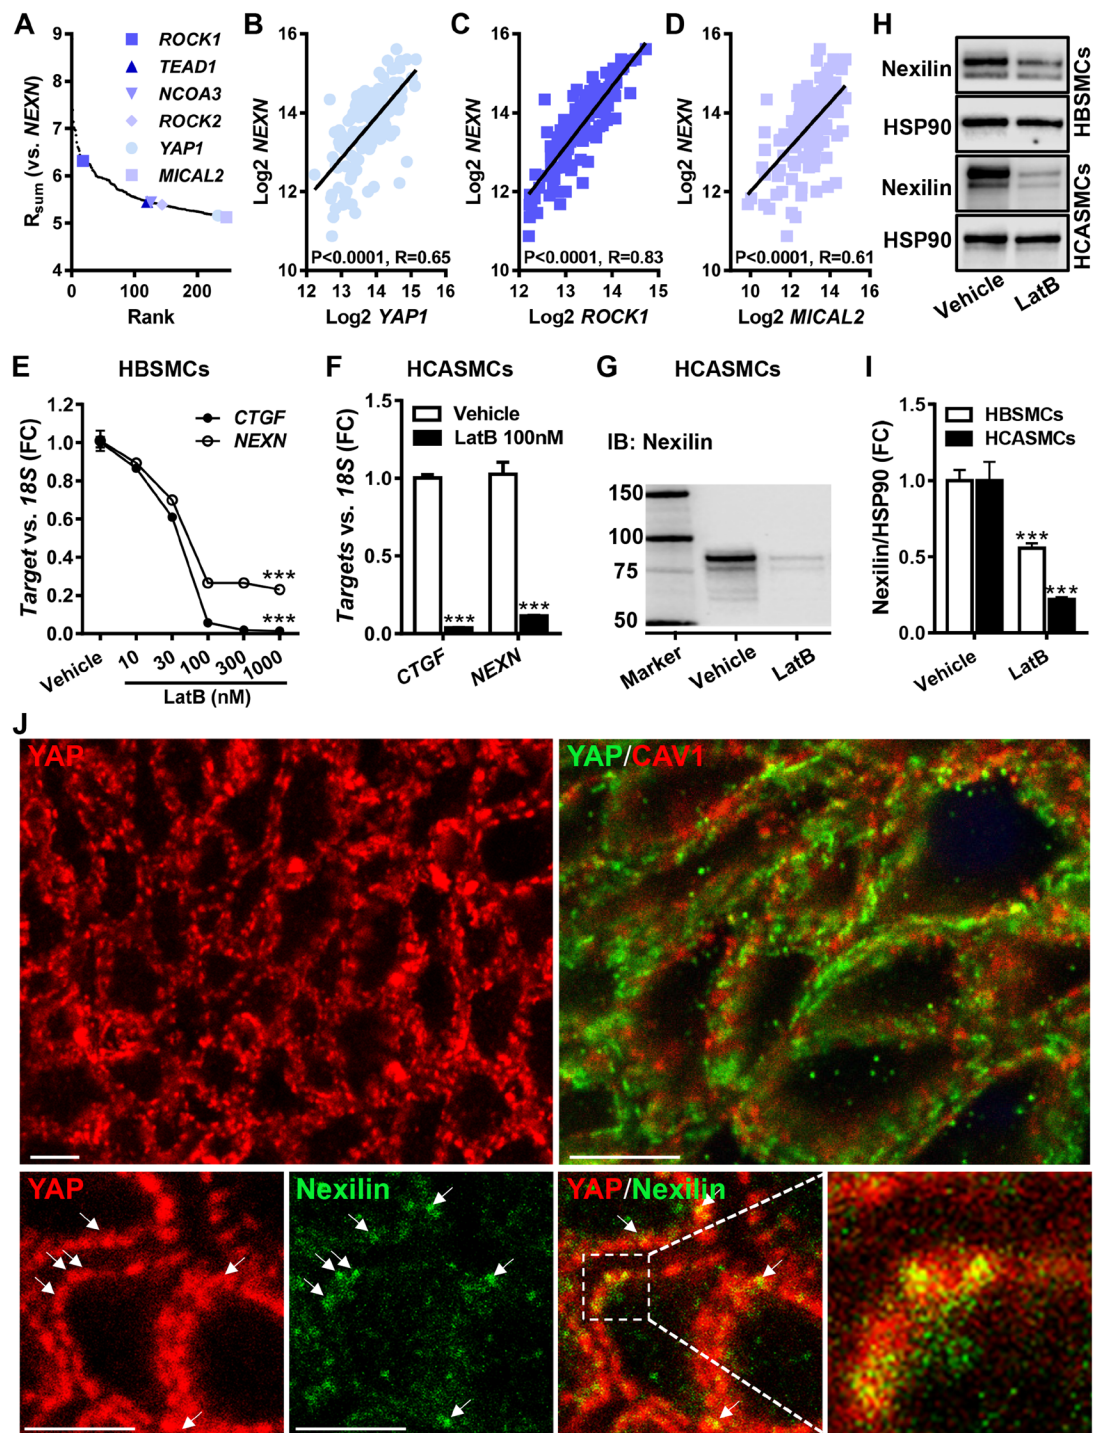 A
Rsum (vs. NEXN)
9
8
7
6
5
4
0
100
200
Rank
ROCK1
TEAD1
NCOA3
ROCK2
YAP1
MICAL2
B
Log2 NEXN
16
14
12
10
P<0.0001, R=0.65
12 13 14 15 16
Log2 YAP1
C
Log2 NEXN
16
14
12
10
P<0.0001, R=0.83
12 13 14 15
Log2 ROCK1
D
Log2 NEXN
16
14
12
10
P<0.0001, R=0.61
10 12 14 16
Log2 MICAL2
H
Nexilin
HSP90
HBSMCs
Nexilin
HSP90
HCASMCs
Vehicle
LatB
E
HBSMCs
Target vs. 18S (FC)
1.2
1.0
0.8
0.6
0.4
0.2
0.0
CTGF
NEXN
***
***
Vehicle 10 30 100 300 1000
LatB (nM)
F
HCASMCs
Targets vs. 18S (FC)
1.5
1.0
0.5
0.0
Vehicle
LatB 100nM
***
***
CTGF
NEXN
G
HCASMCs
IB: Nexilin
150
100
75
50
Marker
Vehicle
LatB
I
Nexilin/HSP90 (FC)
1.5
1.0
0.5
0.0
HBSMCs
HCASMCs
***
***
Vehicle
LatB
J
YAP
YAP/CAV1
YAP
Nexilin
YAP/Nexilin